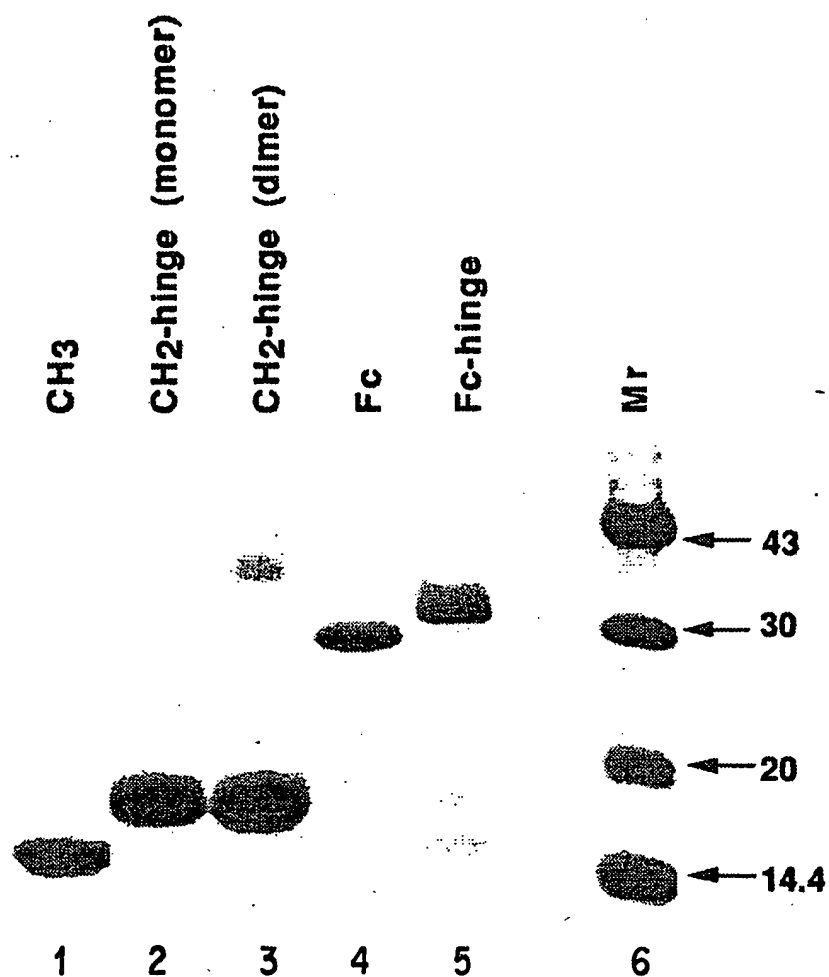 CH3
CH2-hinge (monomer)
CH2-hinge (dimer)
Fc
Fc-hinge
Mr
43
30
20
14.4
1 2 3 4 5 6